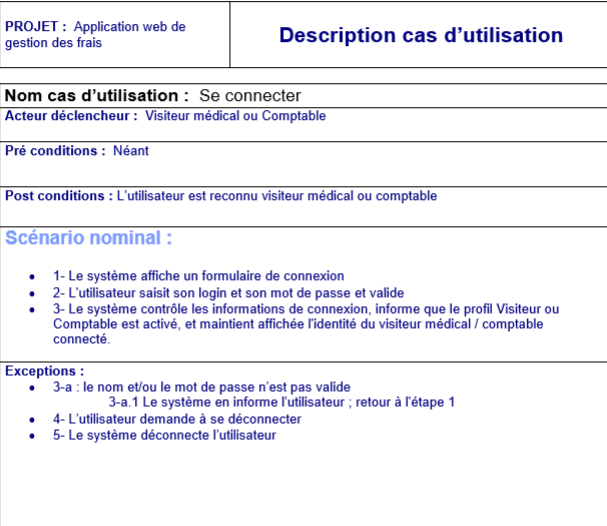 PROJET : Application web de
gestion des frais
Description cas d'utilisation
Nom cas d'utilisation : Se connecter
Acteur déclencheur : Visiteur médical ou Comptable
Pré conditions : Néant
Post conditions : L'utilisateur est reconnu visiteur médical ou comptable
Scénario nominal :
• 1- Le système affiche un formulaire de connexion
• 2- L'utilisateur saisit son login et son mot de passe et valide
• 3- Le système contrôle les informations de connexion, informe que le profil Visiteur ou
Comptable est activé, et maintient affichée l'identité du visiteur médical / comptable
connecté.
Exceptions :
• 3-a : le nom et/ou le mot de passe n'est pas valide
3-a.1 Le système en informe l'utilisateur ; retour à l'étape 1
• 4- L'utilisateur demande à se déconnecter
• 5- Le système déconnecte l'utilisateur